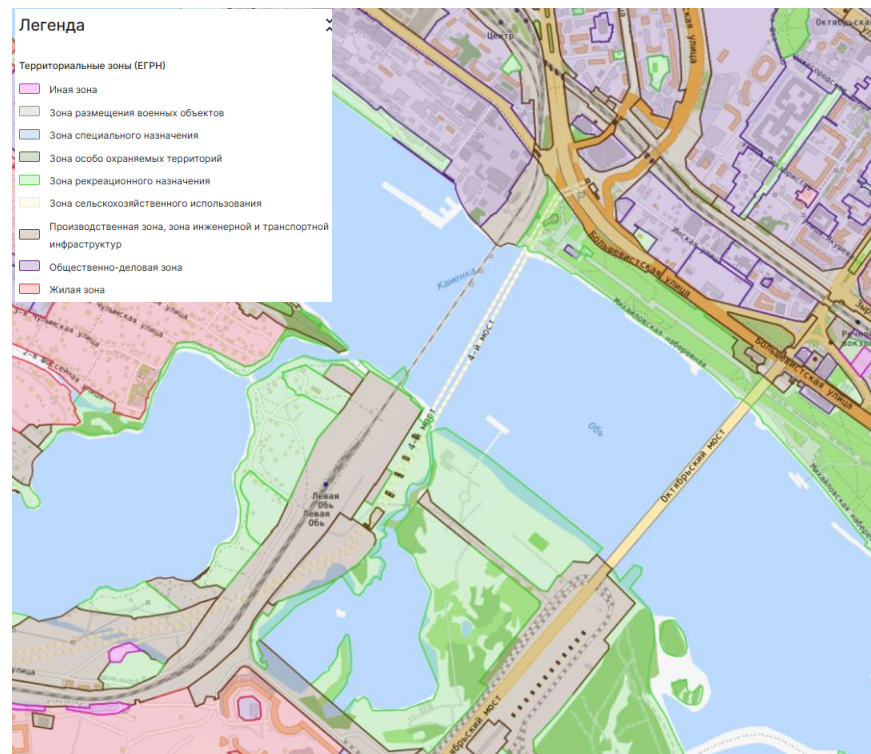 Легенда
Территориальные зоны (ЕГРН)
Иная зона
Зона размещения военных объектов
Зона специального назначения
Зона особо охраняемых территорий
Зона рекреационного назначения
Зона сельскохозяйственного использования
Производственная зона, зона инженерной и транспортной
инфраструктур
Общественно-деловая зона
Жилая зона
Центр
улица
Большевистская улица
Инская улица
Михайловская набережная
Каменка
4-й мост
Обь
Большевистская улица
Октябрьский мост
4-й мост
Левая
Обь
Левая
Обь
улица